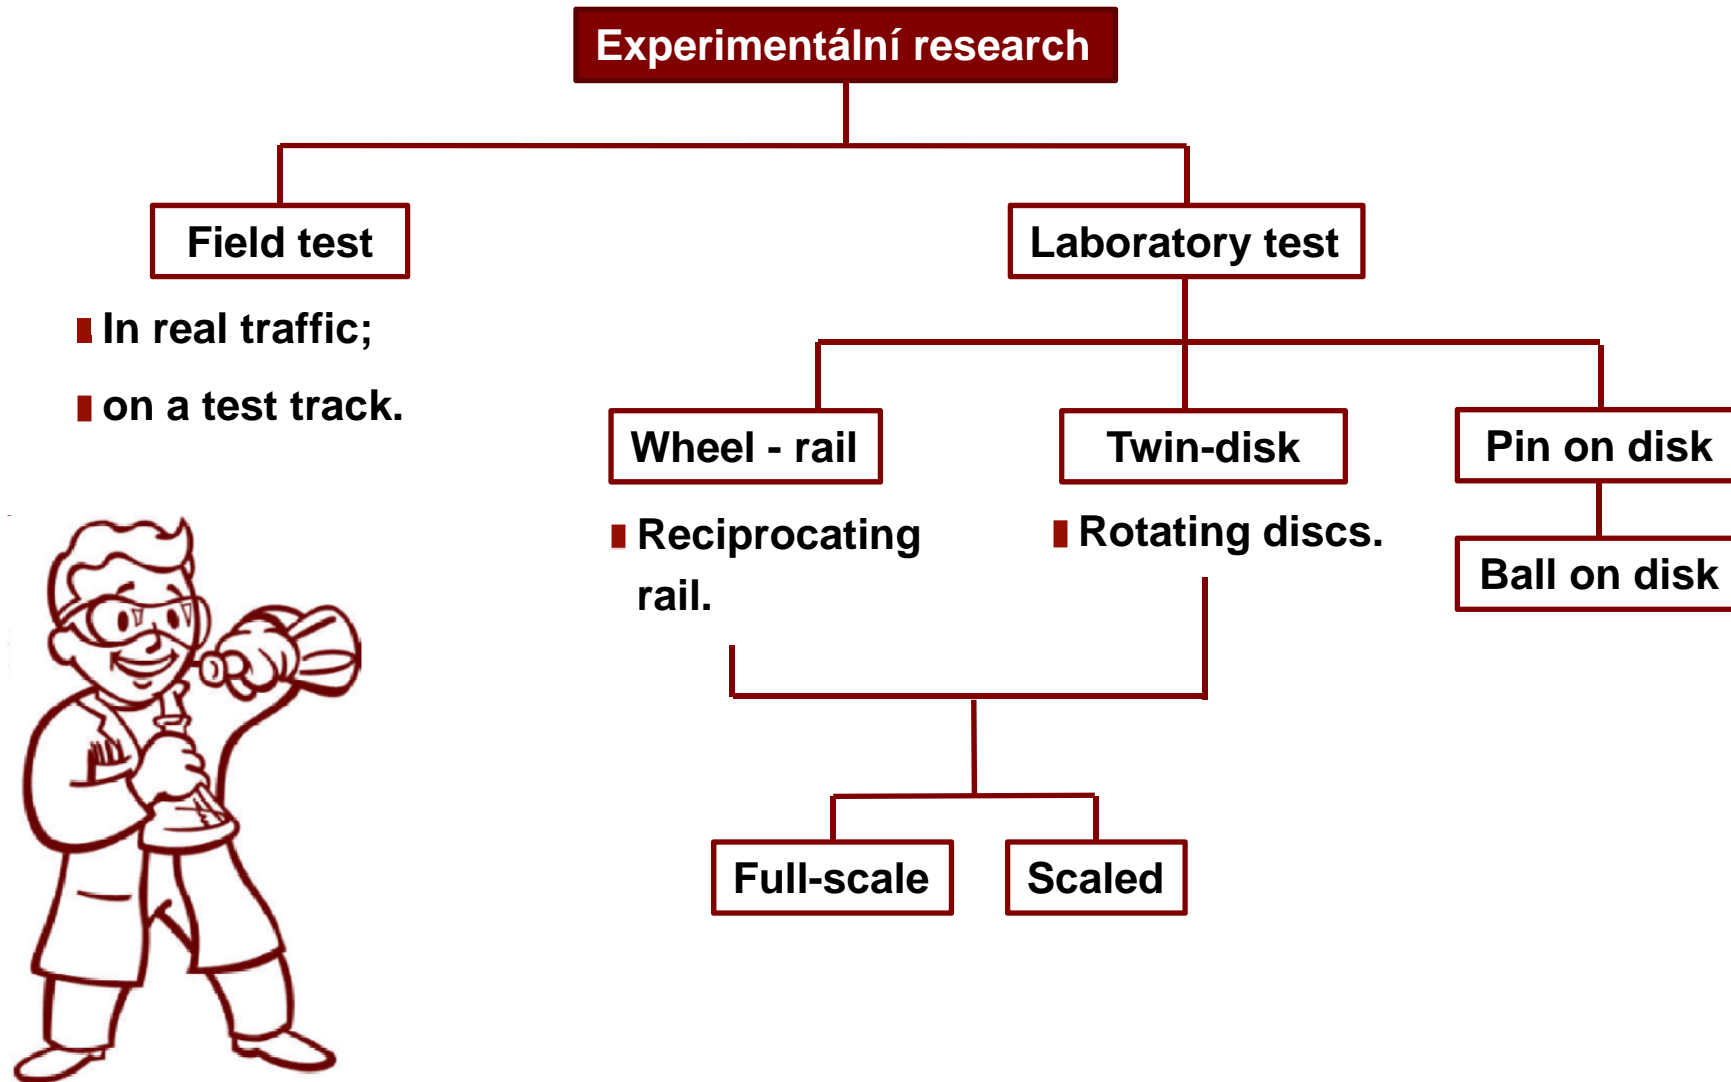 Experimentální research
Field test
Laboratory test
In real traffic;
on a test track.
Wheel - rail
Twin-disk
Pin on disk
Reciprocating
rail.
Rotating discs.
Ball on disk
Full-scale
Scaled